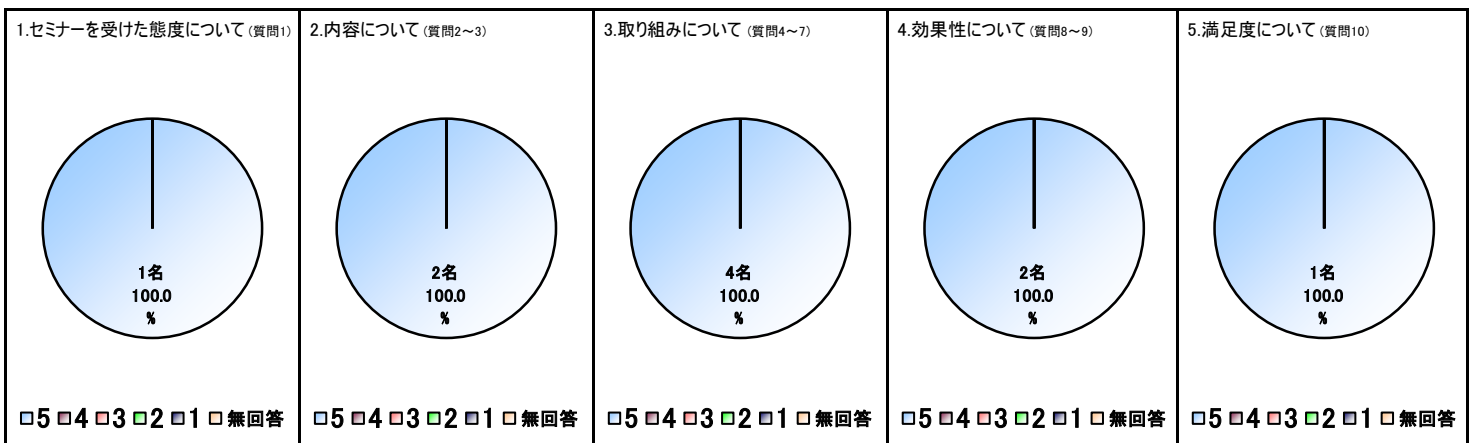 1.セミナーを受けた態度について(質問1)
1名
100.0
%
5 4 3 2 1 無回答
2.内容について(質問2～3)
2名
100.0
%
5 4 3 2 1 無回答
3.取り組みについて(質問4～7)
4名
100.0
%
5 4 3 2 1 無回答
4.効果性について(質問8～9)
2名
100.0
%
5 4 3 2 1 無回答
5.満足度について(質問10)
1名
100.0
%
5 4 3 2 1 無回答